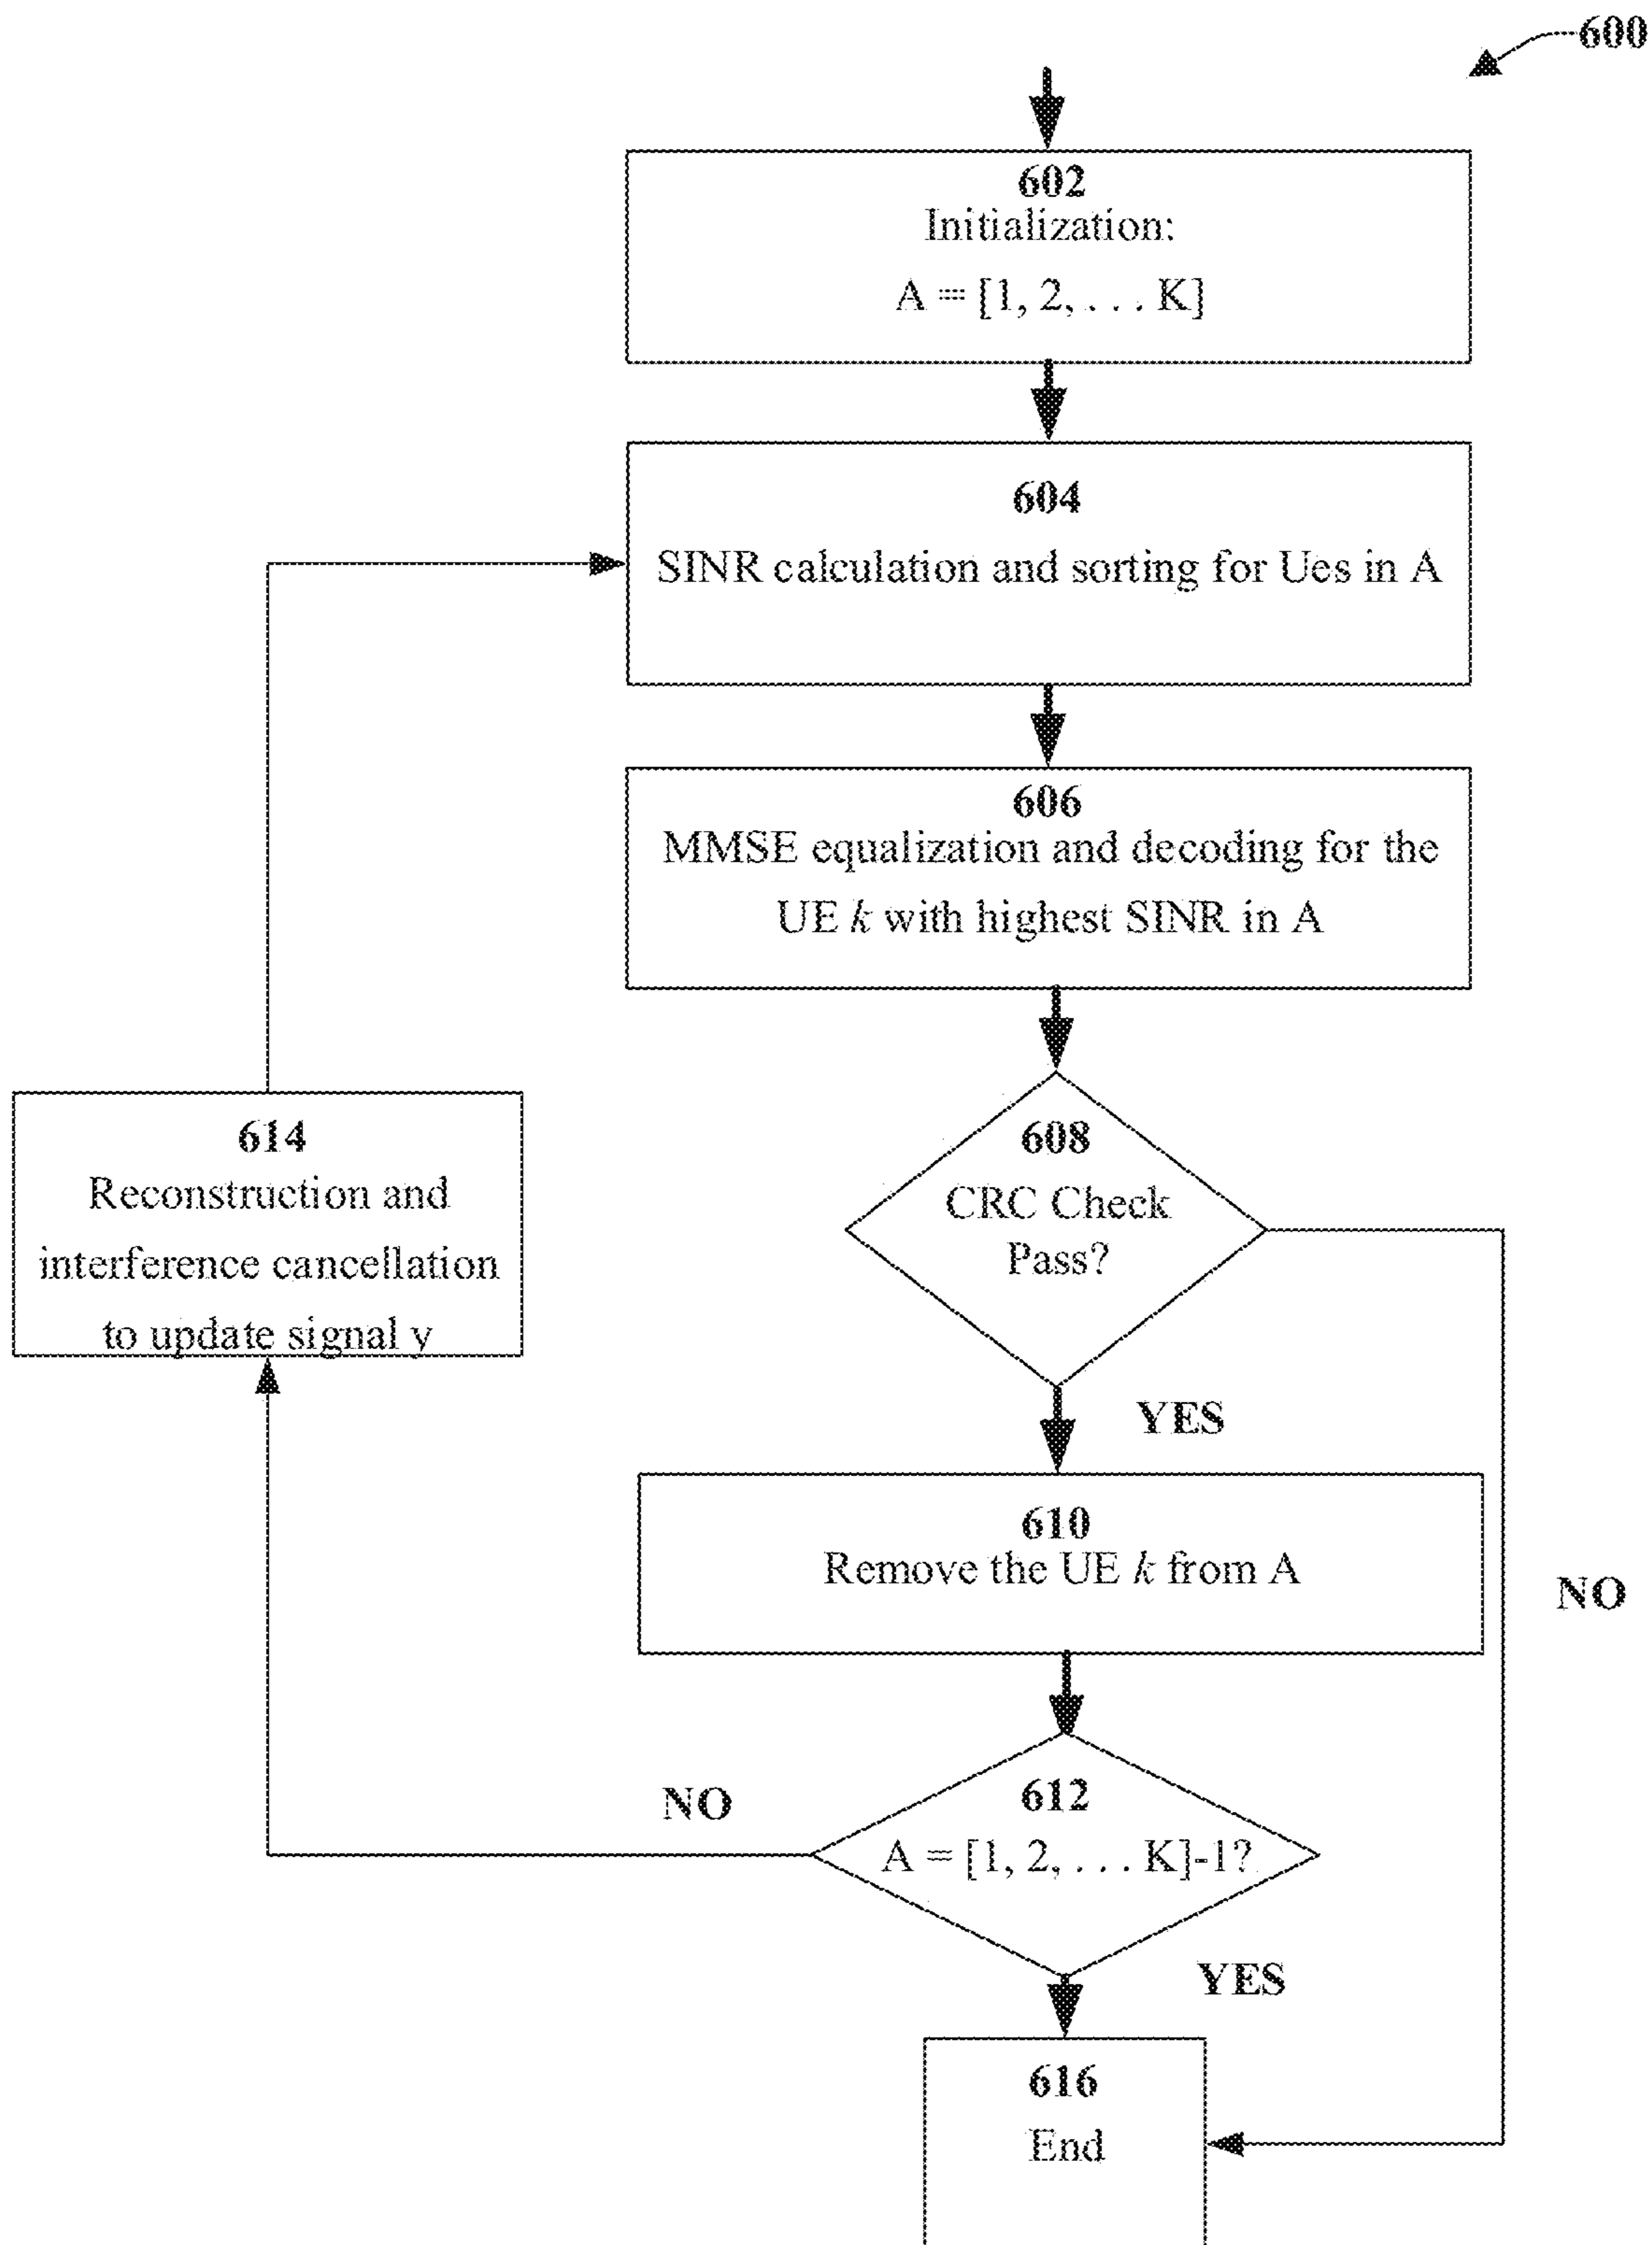 600
602
Initialization:
A = [1, 2, . . . K]
604
SINR calculation and sorting for Ues in A
606
MMSE equalization and decoding for the
UE k with highest SINR in A
608
CRC Check
Pass?
614
Reconstruction and
interference cancellation
to update signal y
YES
610
Remove the UE k from A
NO
NO
612
A = [1, 2, . . . K]-1?
YES
616
End